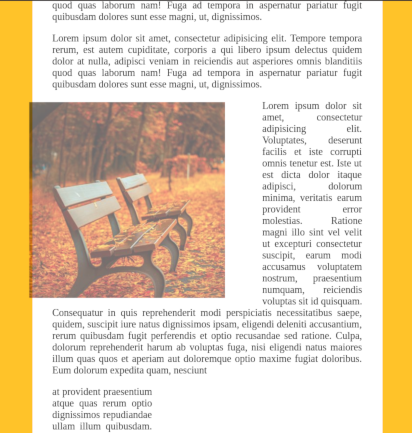 quod quas laborum nam! Fuga ad tempora in aspernatur pariatur fugit
quibusdam dolores sunt esse magni, ut, dignissimos.
Lorem ipsum dolor sit amet, consectetur adipisicing elit. Tempore tempora
rerum, est autem cupiditate, corporis a qui libero ipsum delectus quidem
dolor at nulla, adipisci veniam in reiciendis aut asperiores omnis blanditiis
quod quas laborum nam! Fuga ad tempora in aspernatur pariatur fugit
quibusdam dolores sunt esse magni, ut, dignissimos.
Lorem ipsum dolor sit
amet, consectetur
adipisicing elit.
Voluptates, deserunt
facilis et iste corrupti
omnis tenetur est. Iste ut
est dicta dolor itaque
adipisci, dolorum
minima, veritatis earum
provident error
molestias. Ratione
magni illo sint vel velit
ut excepturi consectetur
suscipit, earum modi
accusamus voluptatem
nostrum, praesentium
numquam, reiciendis
voluptas sit id quisquam.
Consequatur in quis reprehenderit modi perspiciatis necessitatibus saepe,
quidem, suscipit iure natus dignissimos ipsam, eligendi deleniti accusantium,
rerum quibusdam fugit perferendis et optio recusandae sed ratione. Culpa,
dolorum reprehenderit harum ab voluptas fuga, nisi eligendi natus maiores
illum quas quos et aperiam aut doloremque optio maxime fugiat doloribus.
Eum dolorum expedita quam, nesciunt
at provident praesentium
atque quas rerum optio
dignissimos repudiandae
ullam illum quibusdam.